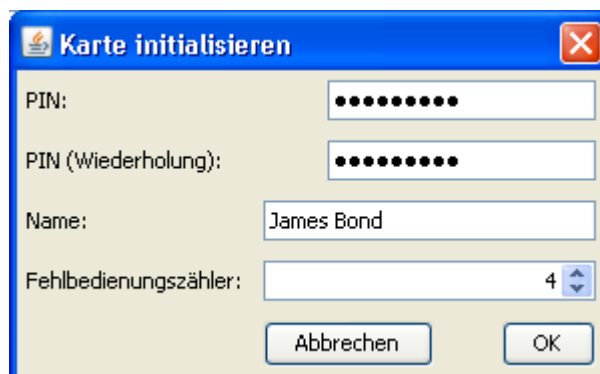 Karte initialisieren
PIN: •••••••••
PIN (Wiederholung): •••••••••
Name: James Bond
Fehlbedienungszähler: 4
Abbrechen OK